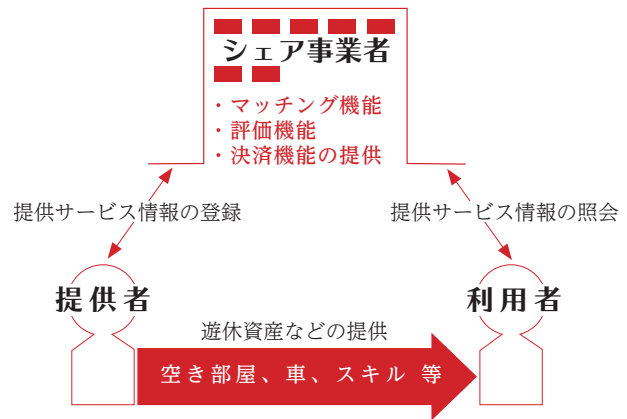 シェア事業者
・マッチング機能
・評価機能
・決済機能の提供
提供サービス情報の登録
提供サービス情報の照会
提供者
利用者
遊休資産などの提供
空き部屋、車、スキル 等